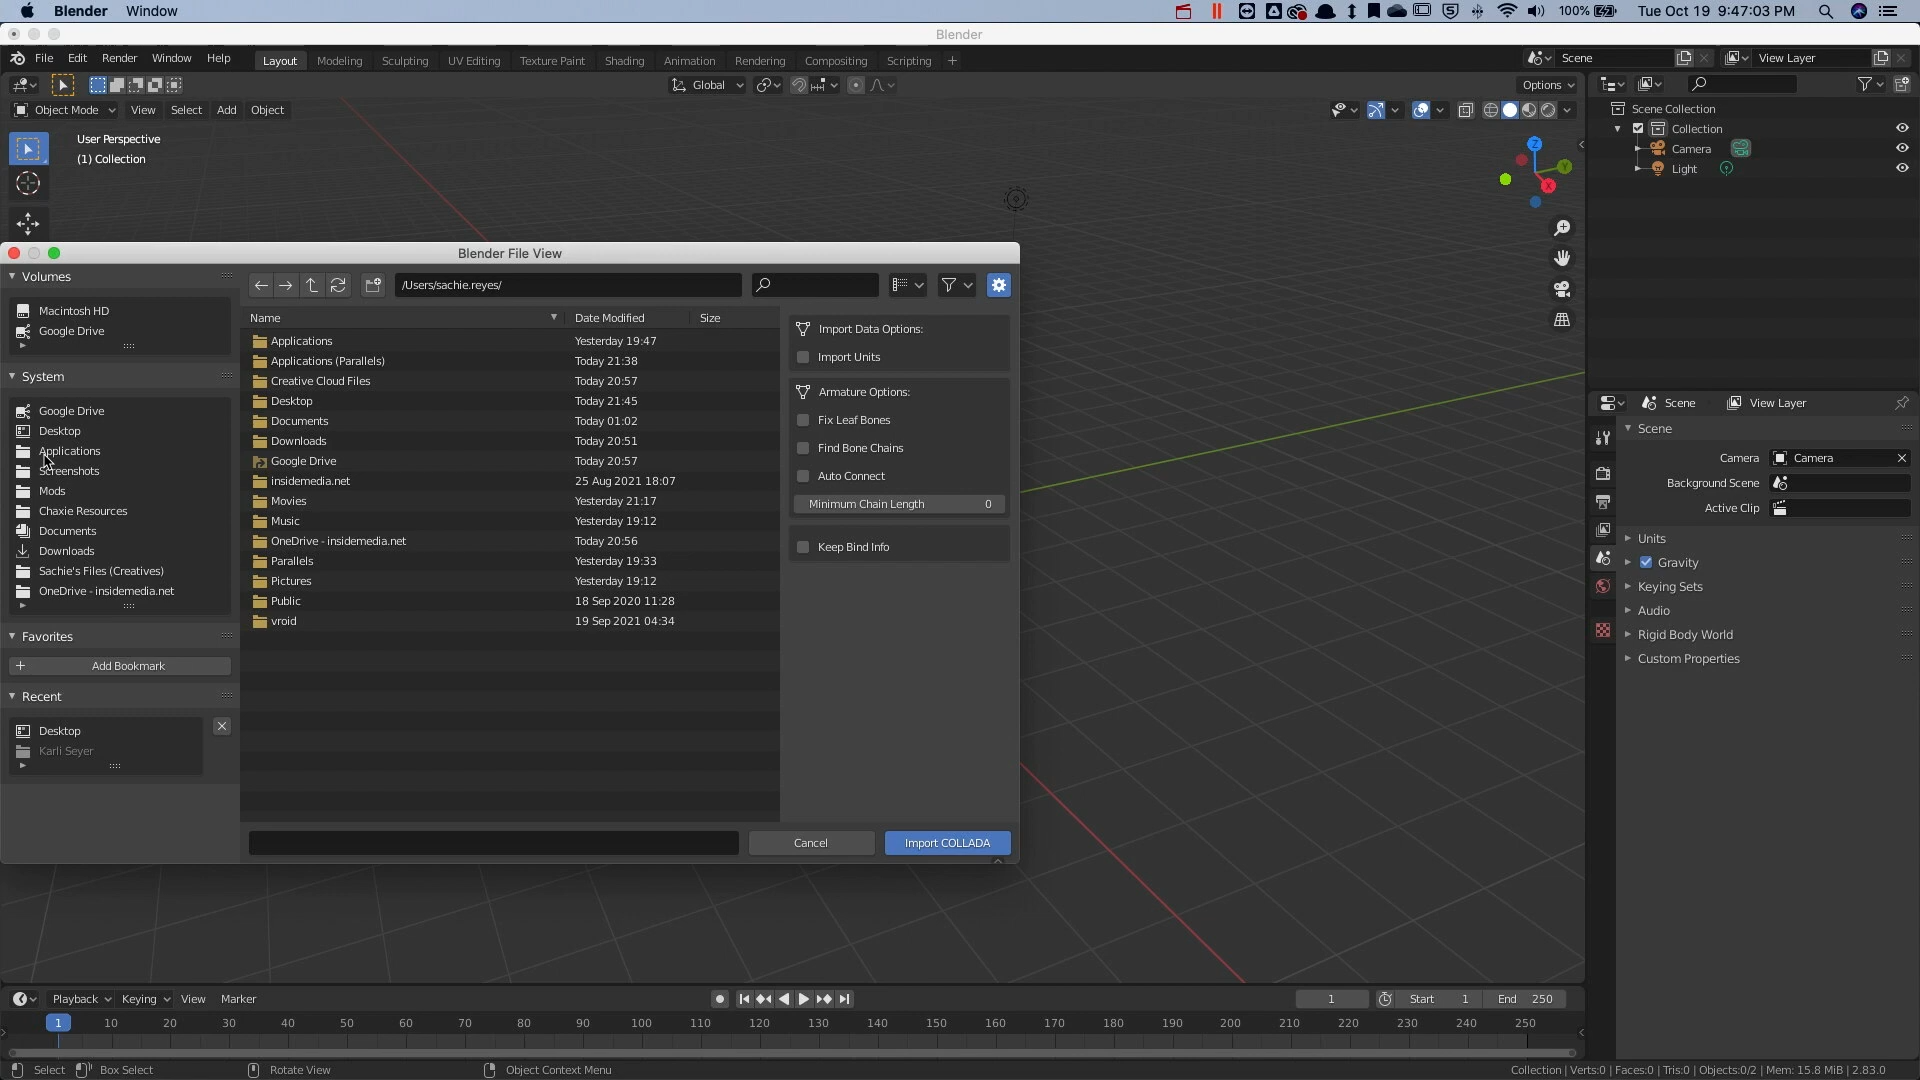 Blender Window 100% Tue Oct 19 9:47:03 PM
Blender
File Edit Render Window Help Layout Modeling Sculpting UV Editing Texture Paint Shading Animation Rendering Compositing Scripting + Scene View Layer
Global Options
Object Mode View Select Add Object
User Perspective
(1) Collection
Z
Y
X
Scene Collection
Collection
Camera
Light
Blender File View
Volumes
Macintosh HD
Google Drive
System
Google Drive
Desktop
Applications
Screenshots
Mods
Chaxie Resources
Documents
Downloads
Sachie's Files (Creatives)
OneDrive - insidemedia.net
Favorites
+ Add Bookmark
Recent
Desktop
Karli Seyer
/Users/sachie.reyes/
Name Date Modified Size
Applications Yesterday 19:47
Applications (Parallels) Today 21:38
Creative Cloud Files Today 20:57
Desktop Today 21:45
Documents Today 01:02
Downloads Today 20:51
Google Drive Today 20:57
insidemedia.net 25 Aug 2021 18:07
Movies Yesterday 21:17
Music Yesterday 19:12
OneDrive - insidemedia.net Today 20:56
Parallels Yesterday 19:33
Pictures Yesterday 19:12
Public 18 Sep 2020 11:28
vroid 19 Sep 2021 04:34
Import Data Options:
Import Units
Armature Options:
Fix Leaf Bones
Find Bone Chains
Auto Connect
Minimum Chain Length 0
Keep Bind Info
Cancel Import COLLADA
Scene View Layer
Scene
Camera Camera
Background Scene
Active Clip
Units
Gravity
Keying Sets
Audio
Rigid Body World
Custom Properties
Playback Keying View Marker 1 Start 1 End 250
1 10 20 30 40 50 60 70 80 90 100 110 120 130 140 150 160 170 180 190 200 210 220 230 240 250
Select Box Select Rotate View Object Context Menu Collection | Verts:0 | Faces:0 | Tris:0 | Objects:0/2 | Mem: 15.8 MiB | 2.83.0